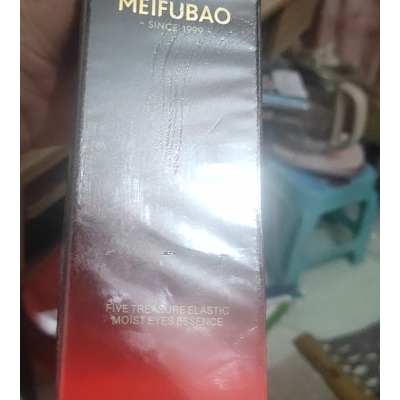 MEIFUBAO
- SINCE 1999 -
FIVE TREASURE ELASTIC
MOIST EYES ESSENCE